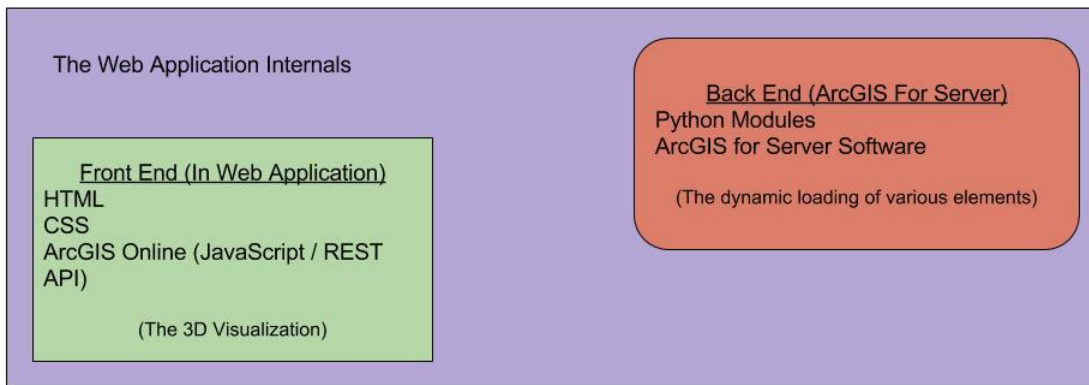 The Web Application Internals
Front End (In Web Application)
HTML
CSS
ArcGIS Online (JavaScript / REST
API)
(The 3D Visualization)
Back End (ArcGIS For Server)
Python Modules
ArcGIS for Server Software
(The dynamic loading of various elements)